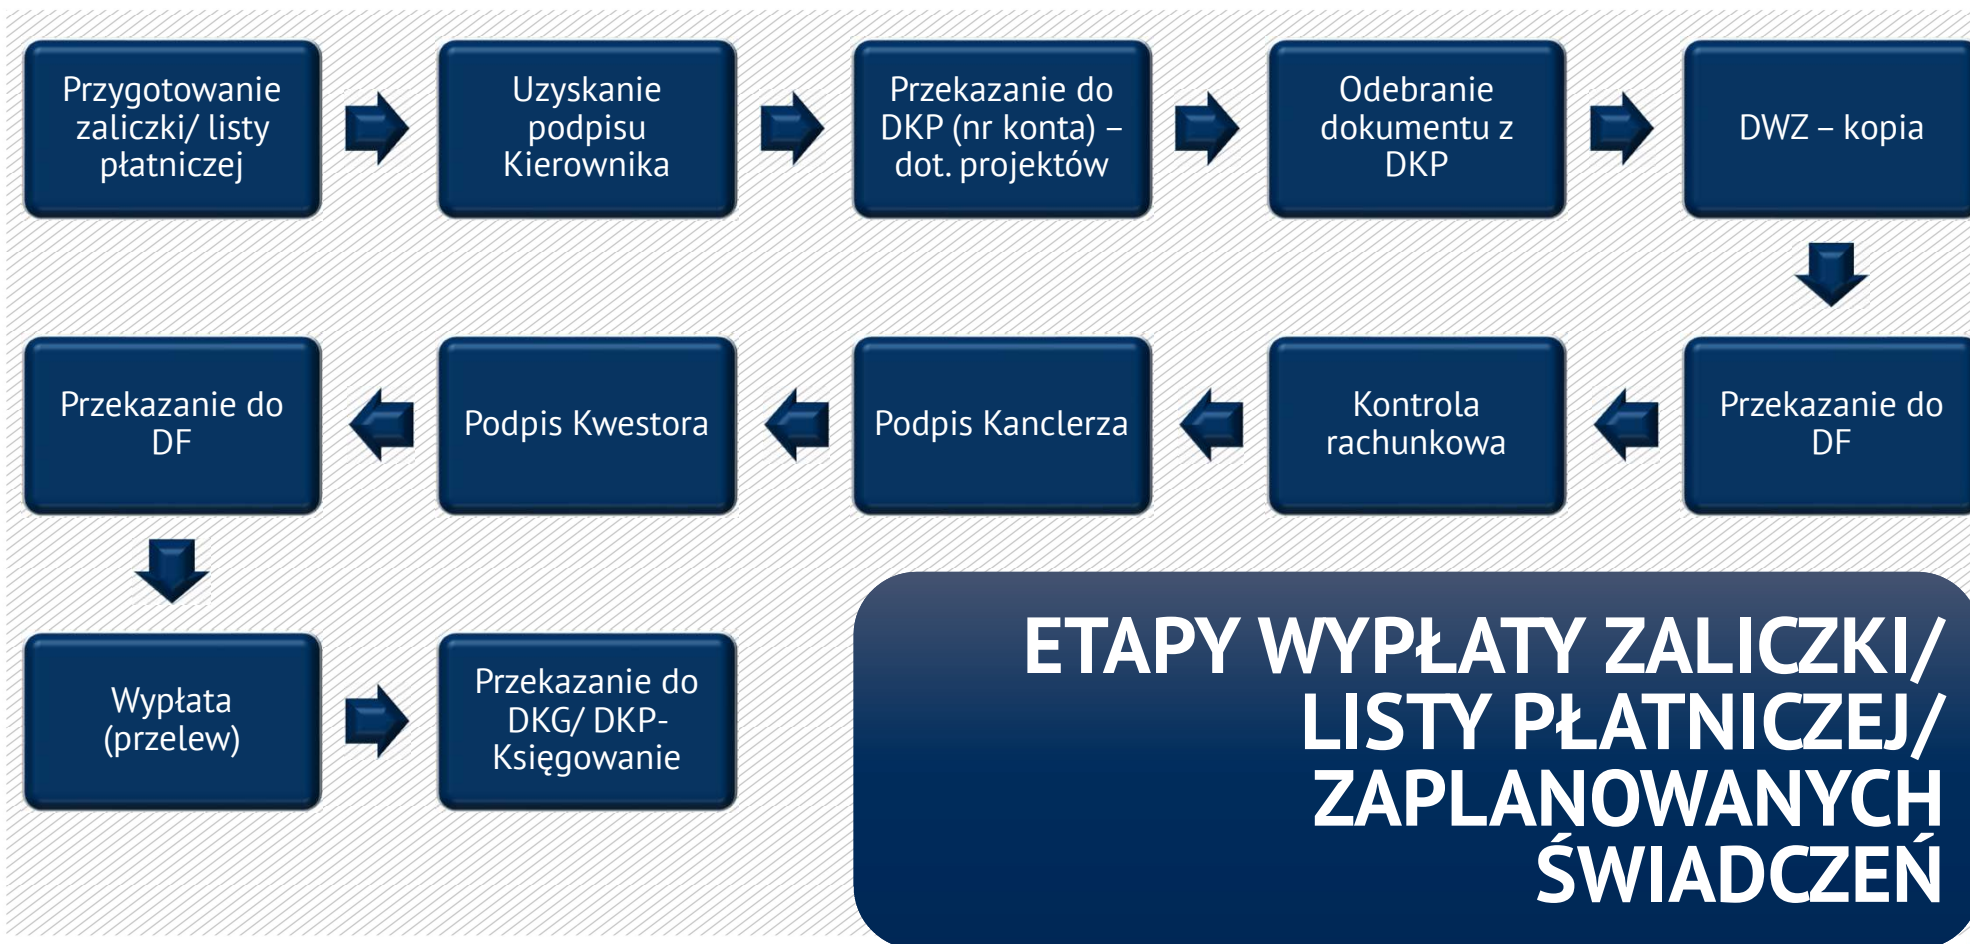 Przygotowanie
zaliczki/ listy
płatniczej
Uzyskanie
podpisu
Kierownika
Przekazanie do
DKP (nr konta) –
dot. projektów
Odebranie
dokumentu z
DKP
DWZ – kopia
Przekazanie do
DF
Kontrola
rachunkowa
Podpis Kanclerza
Podpis Kwestora
Przekazanie do
DF
Wypłata
(przelew)
Przekazanie do
DKG/ DKP-
Księgowanie
ETAPY WYPŁATY ZALICZKI/
LISTY PŁATNICZEJ/
ZAPLANOWANYCH
ŚWIADCZEŃ